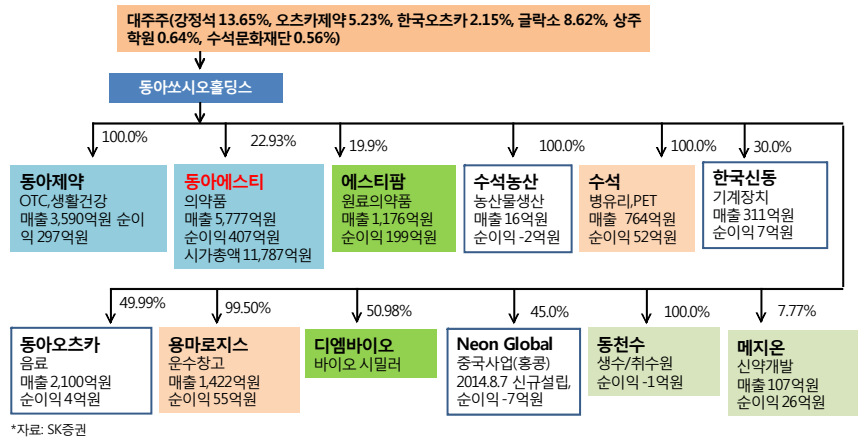 대주주(강정석 13.65%, 오츠카제약 5.23%, 한국오츠카 2.15%, 글락소 8.62%, 상주
학원 0.64%, 수석문화재단 0.56%)
동아쏘시오홀딩스
100.0%
22.93%
19.9%
100.0%
100.0%
30.0%
동아제약
OTC,생활건강
매출 3,590억원 순이
익 297억원
동아에스티
의약품
매출 5,777억원
순이익 407억원
시가총액 11,787억원
에스티팜
원료의약품
매출 1,176억원
순이익 199억원
수석농산
농산물생산
매출 16억원
순이익 -2억원
수석
병유리,PET
매출 764억원
순이익 52억원
한국신동
기계장치
매출 311억원
순이익 7억원
49.99%
99.50%
50.98%
45.0%
100.0%
7.77%
동아오츠카
음료
매출 2,100억원
순이익 4억원
용마로지스
운수창고
매출 1,422억원
순이익 55억원
디엠바이오
바이오 시밀러
Neon Global
중국사업(홍콩)
2014.8.7 신규설립,
순이익 -7억원
동천수
생수/취수원
순이익 -1억원
메지온
신약개발
매출 107억원
순이익 26억원
*자료: SK증권